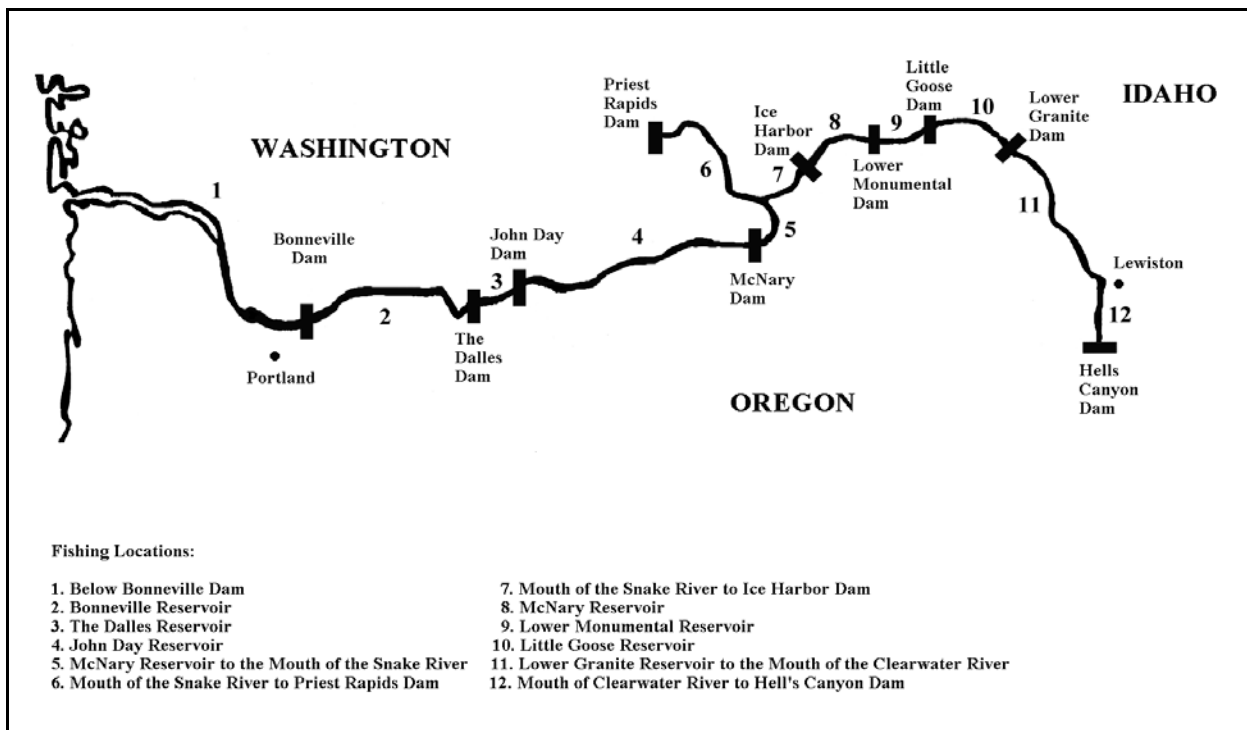 Priest
Rapids
Dam
WASHINGTON
Ice
Harbor
Dam
Little
Goose
Dam
Lower
Granite
Dam
IDAHO
Lower
Monumental
Dam
1
2
3
4
5
6
7
8
9
10
11
12
Bonneville
Dam
John Day
Dam
McNary
Dam
Lewiston
Portland
The
Dalles
Dam
OREGON
Hells
Canyon
Dam
Fishing Locations:
1. Below Bonneville Dam
2. Bonneville Reservoir
3. The Dalles Reservoir
4. John Day Reservoir
5. McNary Reservoir to the Mouth of the Snake River
6. Mouth of the Snake River to Priest Rapids Dam
7. Mouth of the Snake River to Ice Harbor Dam
8. McNary Reservoir
9. Lower Monumental Reservoir
10. Little Goose Reservoir
11. Lower Granite Reservoir to the Mouth of the Clearwater River
12. Mouth of Clearwater River to Hell's Canyon Dam